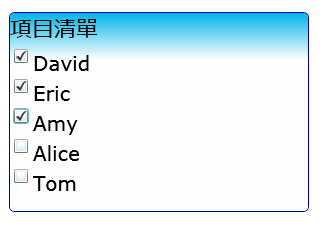 項目清單
David
Eric
Amy
Alice
Tom